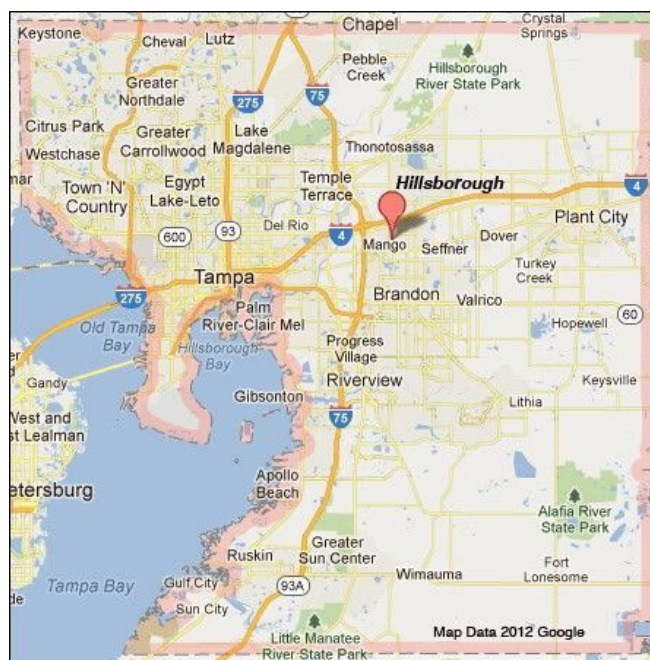 93
Chapel
Crystal
Springs
Keystone
Cheval
Lutz
Pebble
Creek
Hillsborough
River State Park
Greater
Northdale
275
75
Citrus Park
Greater
Carrollwood
Lake
Magdalene
Thonotosassa
Westchase
mar
Egypt
Lake-Leto
Temple
Terrace
Hillsborough
4
Town 'N'
Country
Plant City
600
93
4
Del Rio
Mango
Seffner
Dover
Tampa
Turkey
Creek
275
Brandon
Valrico
Old Tampa
Bay
Palm
River-Clair Mel
60
Hopewell
Hillsborough
Bay
Progress
Village
Gandy
Riverview
Keysville
Gibsonton
Lithia
West and
st Lealman
75
Apollo
Beach
etersburg
Alafia River
State Park
Ruskin
Greater
Sun Center
Fort
Lonesome
Tampa Bay
Gulf City
93A
Wimauma
Sun City
Little Manatee
River State Park
Map Data 2012 Google